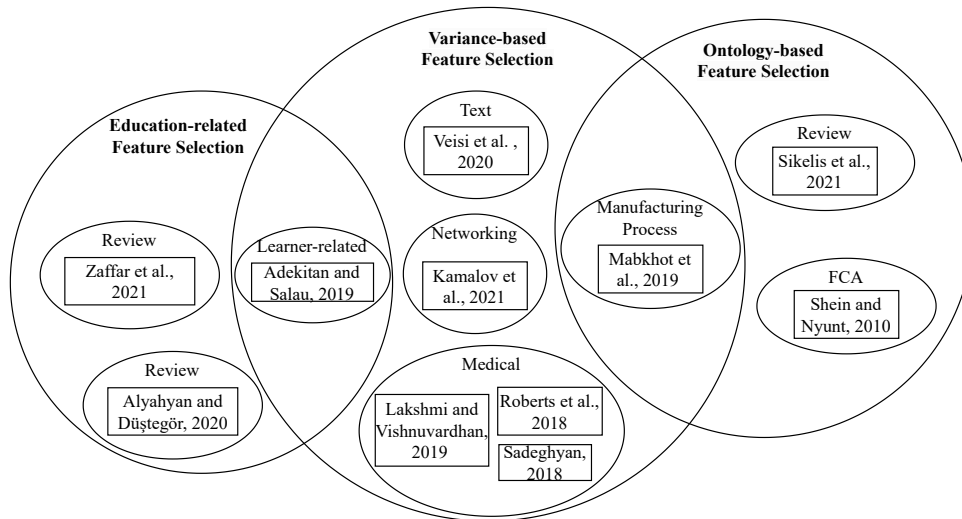 Variance-based
Feature Selection
Ontology-based
Feature Selection
Education-related
Feature Selection
Text
Veisi et al. ,
2020
Review
Sikelis et al.,
2021
Manufacturing
Process
Mabkhot
et al., 2019
Review
Zaffar et al.,
2021
Learner-related
Adekitan and
Salau, 2019
Networking
Kamalov et
al., 2021
FCA
Shein and
Nyunt, 2010
Review
Alyahyan and
Düştegör, 2020
Medical
Lakshmi and
Vishnuvardhan,
2019
Roberts et al.,
2018
Sadeghyan,
2018